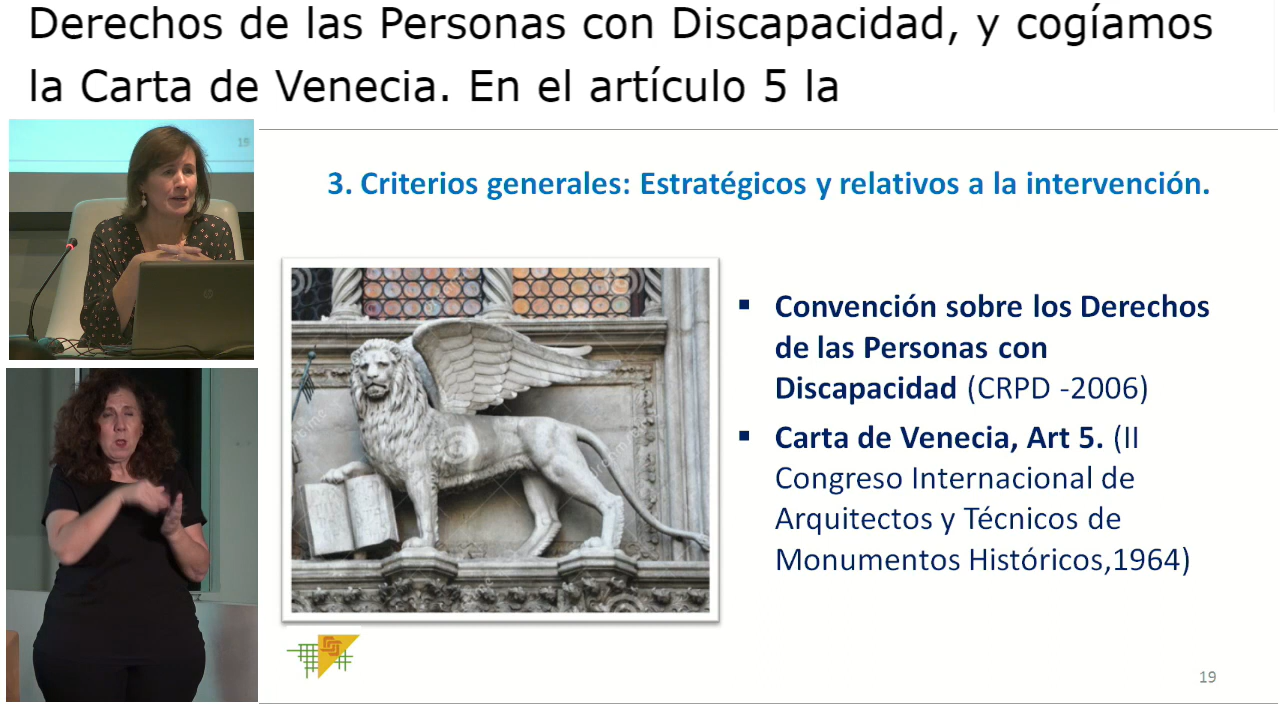 Derechos de las Personas con Discapacidad, y cogíamos
la Carta de Venecia. En el artículo 5 la
19
3. Criterios generales: Estratégicos y relativos a la intervención.
▪ Convención sobre los Derechos
de las Personas con
Discapacidad (CRPD -2006)
▪ Carta de Venecia, Art 5. (II
Congreso Internacional de
Arquitectos y Técnicos de
Monumentos Históricos,1964)
19